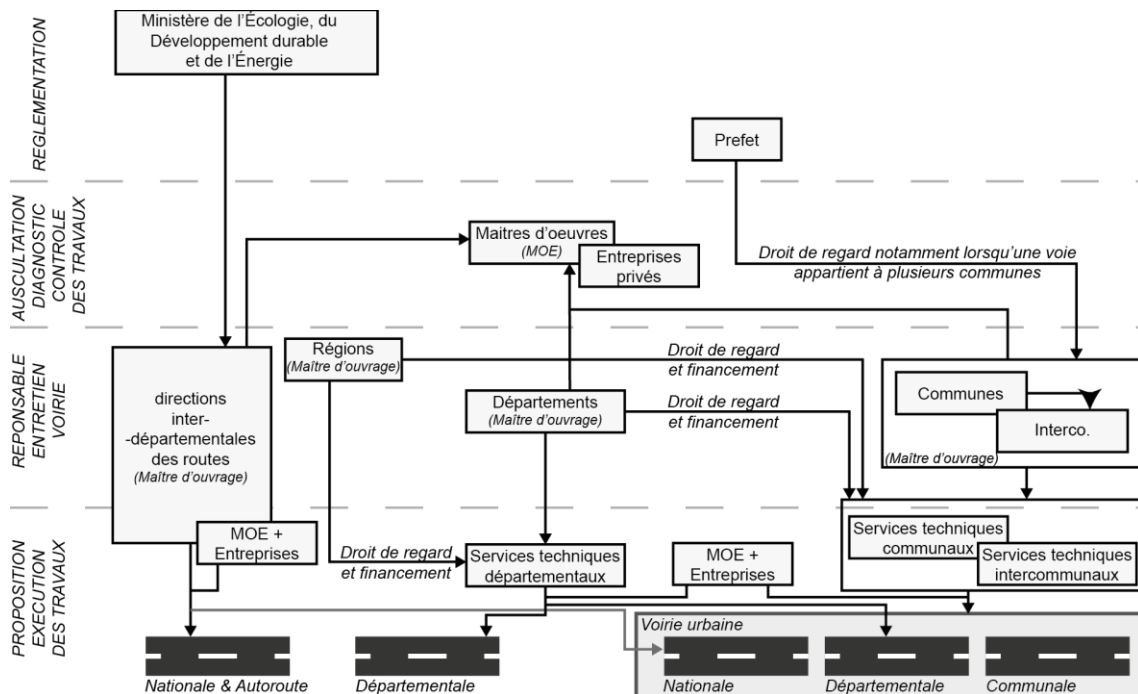 REGLEMENTATION
Ministère de l'Écologie, du
Développement durable
et de l'Énergie
Prefet
AUSCULTATION
DIAGNOSTIC
CONTROLE
DES TRAVAUX
Maitres d'oeuvres
(MOE)
Entreprises
privés
Droit de regard notamment lorsqu'une voie
appartient à plusieurs communes
REPONSABLE
ENTRETIEN
VOIRIE
directions
inter-
-départementales
des routes
(Maître d'ouvrage)
Régions
(Maître d'ouvrage)
Droit de regard
et financement
Départements
(Maître d'ouvrage)
Droit de regard
et financement
Communes
Interco.
(Maître d'ouvrage)
PROPOSITION
EXECUTION
DES TRAVAUX
MOE +
Entreprises
Droit de regard
et financement
Services techniques
départementaux
MOE +
Entreprises
Services techniques
communaux
Services techniques
intercommunaux
Voirie urbaine
Nationale & Autoroute
Départementale
Nationale
Départementale
Communale